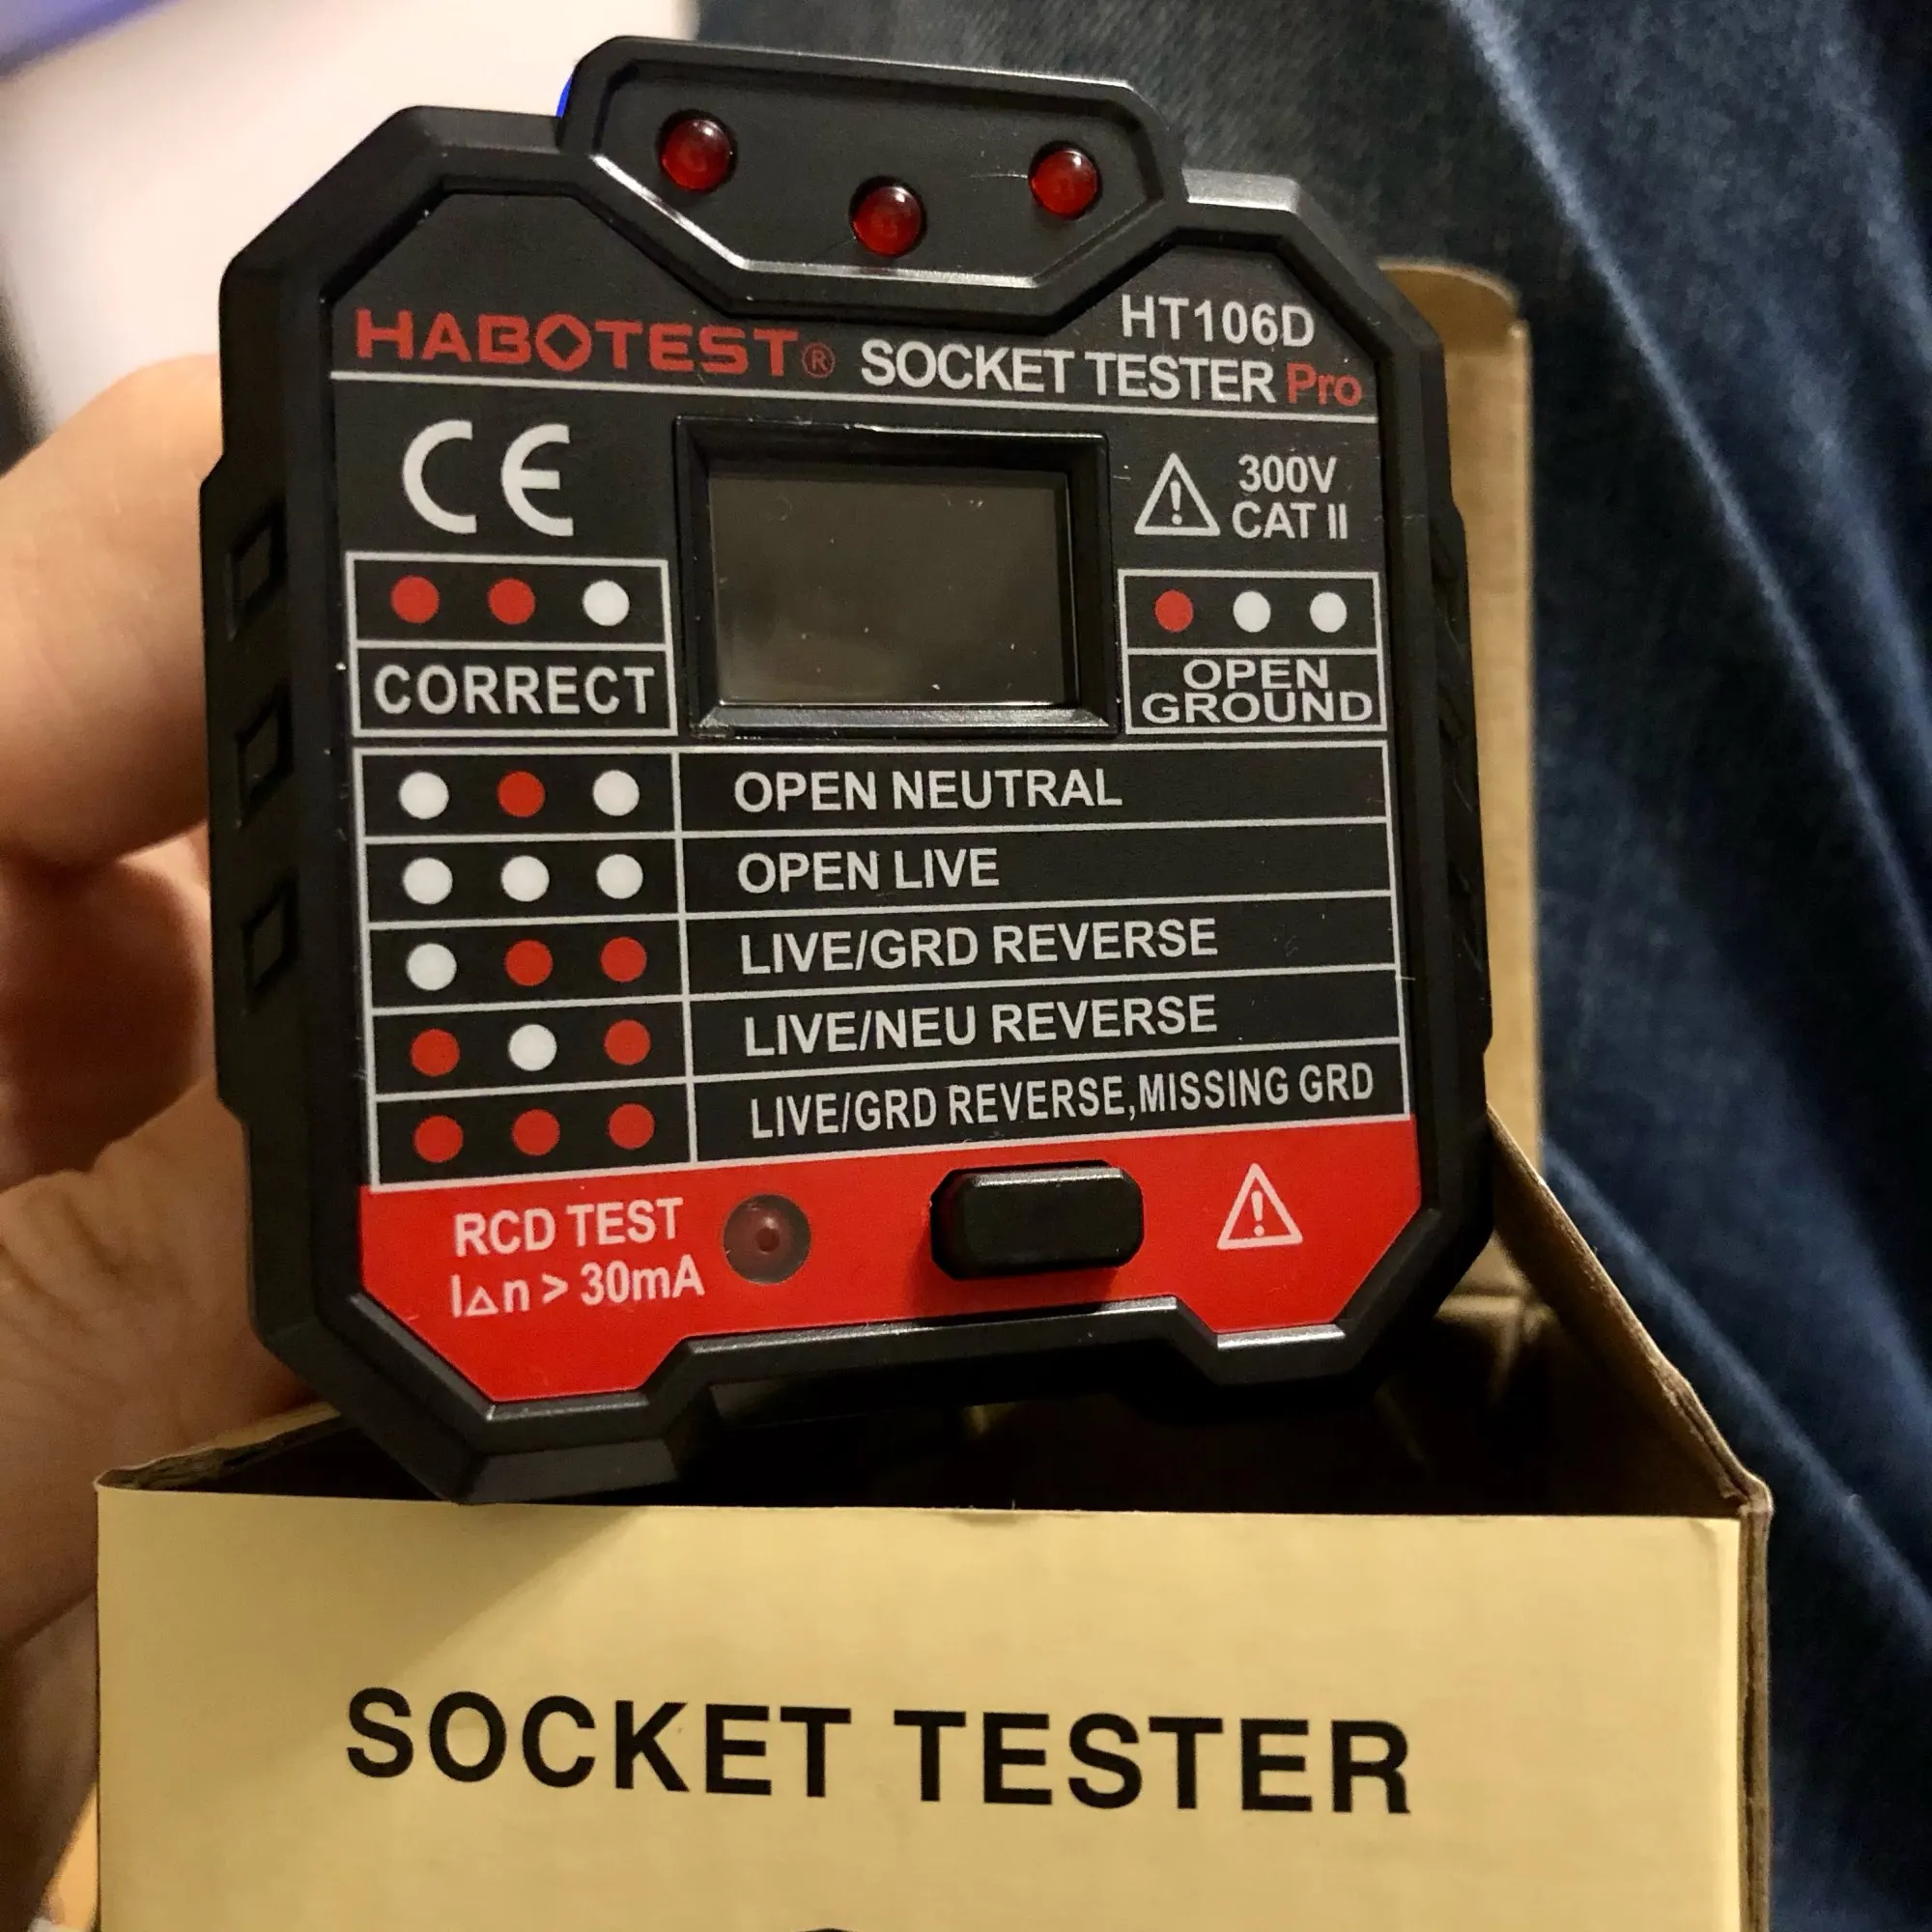 HABOTEST®
HT106D
SOCKET TESTER Pro
CE
300V
CAT II
CORRECT
OPEN
GROUND
OPEN NEUTRAL
OPEN LIVE
LIVE/GRD REVERSE
LIVE/NEU REVERSE
LIVE/GRD REVERSE,MISSING GRD
RCD TEST
I△n > 30mA
SOCKET TESTER